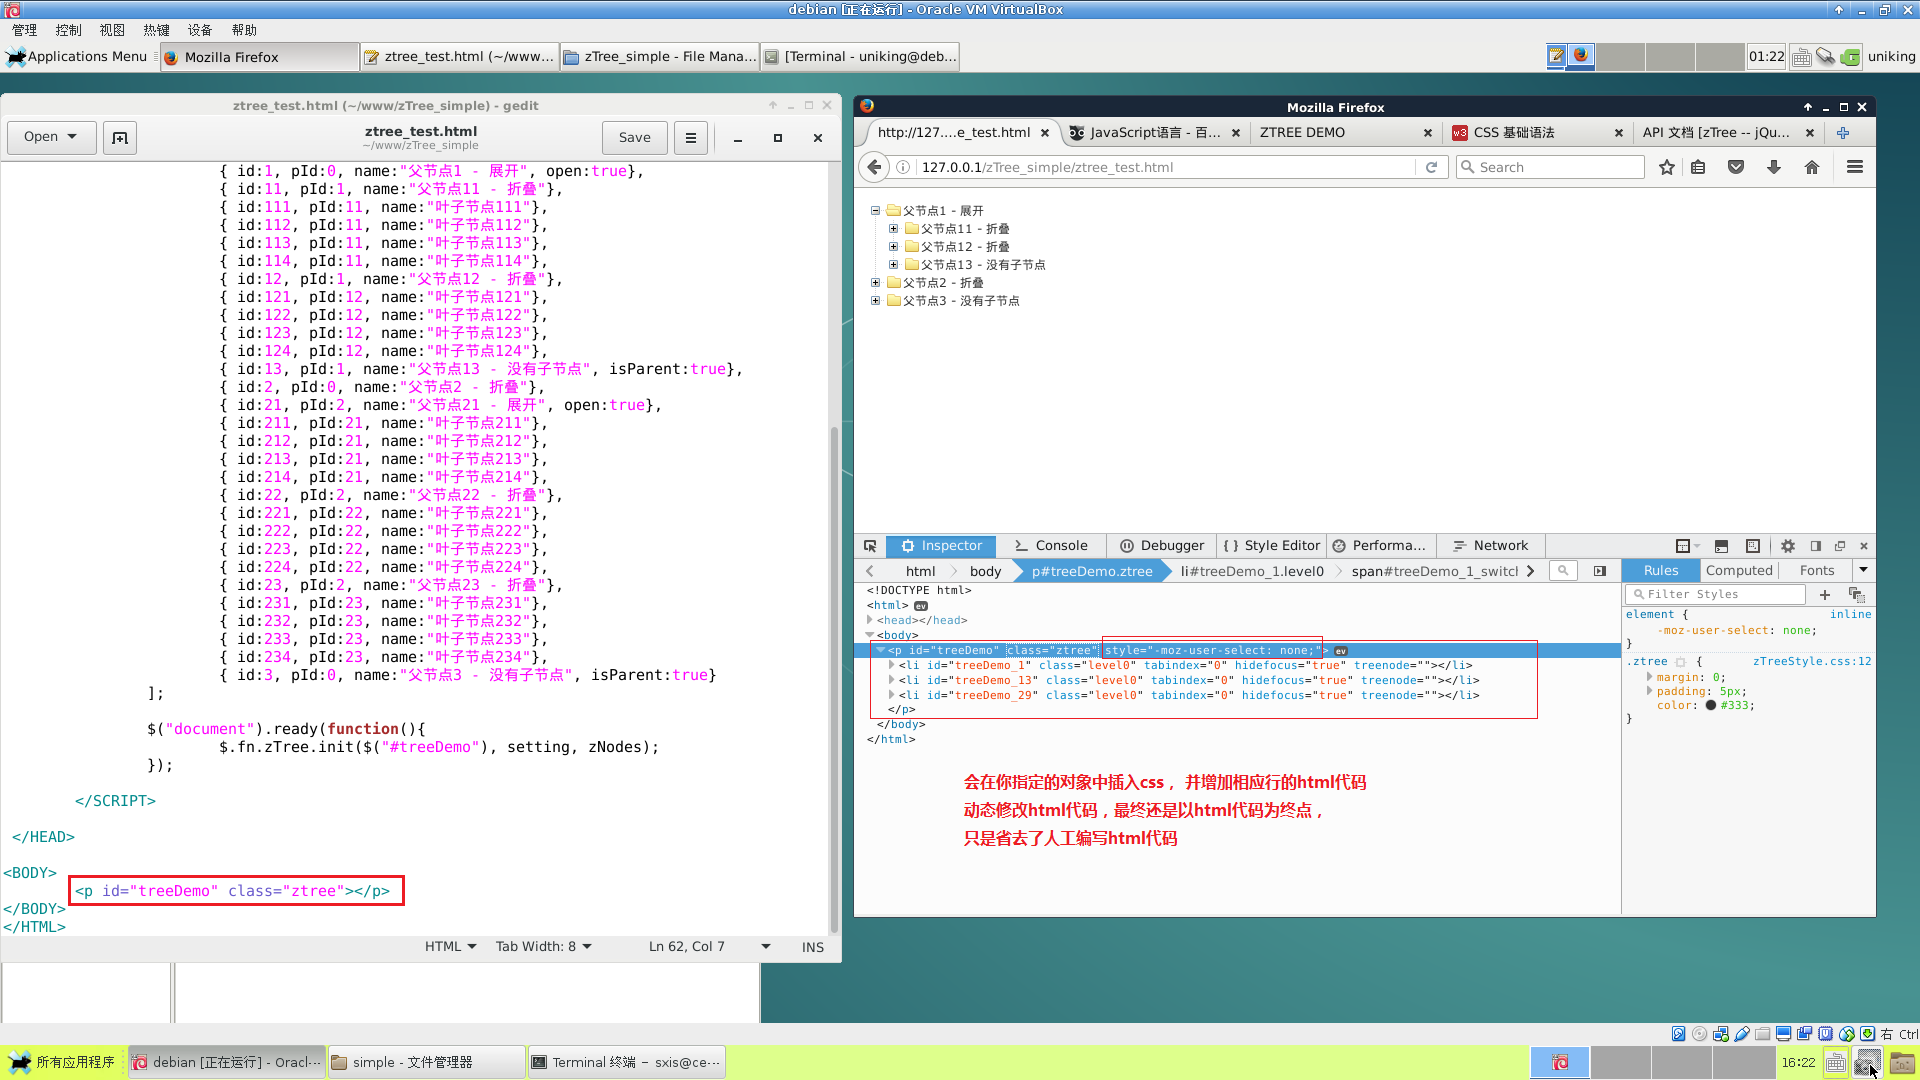 debian [正在运行] - Oracle VM VirtualBox
管理 控制 视图 热键 设备 帮助
Applications Menu Mozilla Firefox ztree_test.html (~/www... zTree_simple - File Mana... [Terminal - uniking@deb... 01:22 uniking
ztree_test.html (~/www/zTree_simple) - gedit
Open ztree_test.html Save
~/www/zTree_simple
{ id:1, pId:0, name:"父节点1 - 展开", open:true},
{ id:11, pId:1, name:"父节点11 - 折叠"},
{ id:111, pId:11, name:"叶子节点111"},
{ id:112, pId:11, name:"叶子节点112"},
{ id:113, pId:11, name:"叶子节点113"},
{ id:114, pId:11, name:"叶子节点114"},
{ id:12, pId:1, name:"父节点12 - 折叠"},
{ id:121, pId:12, name:"叶子节点121"},
{ id:122, pId:12, name:"叶子节点122"},
{ id:123, pId:12, name:"叶子节点123"},
{ id:124, pId:12, name:"叶子节点124"},
{ id:13, pId:1, name:"父节点13 - 没有子节点", isParent:true},
{ id:2, pId:0, name:"父节点2 - 折叠"},
{ id:21, pId:2, name:"父节点21 - 展开", open:true},
{ id:211, pId:21, name:"叶子节点211"},
{ id:212, pId:21, name:"叶子节点212"},
{ id:213, pId:21, name:"叶子节点213"},
{ id:214, pId:21, name:"叶子节点214"},
{ id:22, pId:2, name:"父节点22 - 折叠"},
{ id:221, pId:22, name:"叶子节点221"},
{ id:222, pId:22, name:"叶子节点222"},
{ id:223, pId:22, name:"叶子节点223"},
{ id:224, pId:22, name:"叶子节点224"},
{ id:23, pId:2, name:"父节点23 - 折叠"},
{ id:231, pId:23, name:"叶子节点231"},
{ id:232, pId:23, name:"叶子节点232"},
{ id:233, pId:23, name:"叶子节点233"},
{ id:234, pId:23, name:"叶子节点234"},
{ id:3, pId:0, name:"父节点3 - 没有子节点", isParent:true}
];
$("document").ready(function(){
$.fn.zTree.init($("#treeDemo"), setting, zNodes);
});
</SCRIPT>
</HEAD>
<BODY>
<p id="treeDemo" class="ztree"></p>
</BODY>
</HTML>
HTML Tab Width: 8 Ln 62, Col 7 INS
Mozilla Firefox
http://127....e_test.html JavaScript语言 - 百... ZTREE DEMO w3 CSS 基础语法 API 文档 [zTree -- jQu...
127.0.0.1/zTree_simple/ztree_test.html Search
父节点1 - 展开
父节点11 - 折叠
父节点12 - 折叠
父节点13 - 没有子节点
父节点2 - 折叠
父节点3 - 没有子节点
Inspector Console Debugger Style Editor Performa... Network
html body p#treeDemo.ztree li#treeDemo_1.level0 span#treeDemo_1_switch
<!DOCTYPE html>
<html> ev
<head></head>
<body>
<p id="treeDemo" class="ztree" style="-moz-user-select: none;"> ev
<li id="treeDemo_1" class="level0" tabindex="0" hidefocus="true" treenode=""></li>
<li id="treeDemo_13" class="level0" tabindex="0" hidefocus="true" treenode=""></li>
<li id="treeDemo_29" class="level0" tabindex="0" hidefocus="true" treenode=""></li>
</p>
</body>
</html>
会在你指定的对象中插入css，并增加相应行的html代码
动态修改html代码，最终还是以html代码为终点，
只是省去了人工编写html代码
Rules Computed Fonts
Filter Styles
element { inline
-moz-user-select: none;
}
.ztree { zTreeStyle.css:12
margin: 0;
padding: 5px;
color: #333;
}
右 Ctrl
所有应用程序 debian [正在运行] - Oracl... simple - 文件管理器 Terminal 终端 - sxis@ce... 16:22